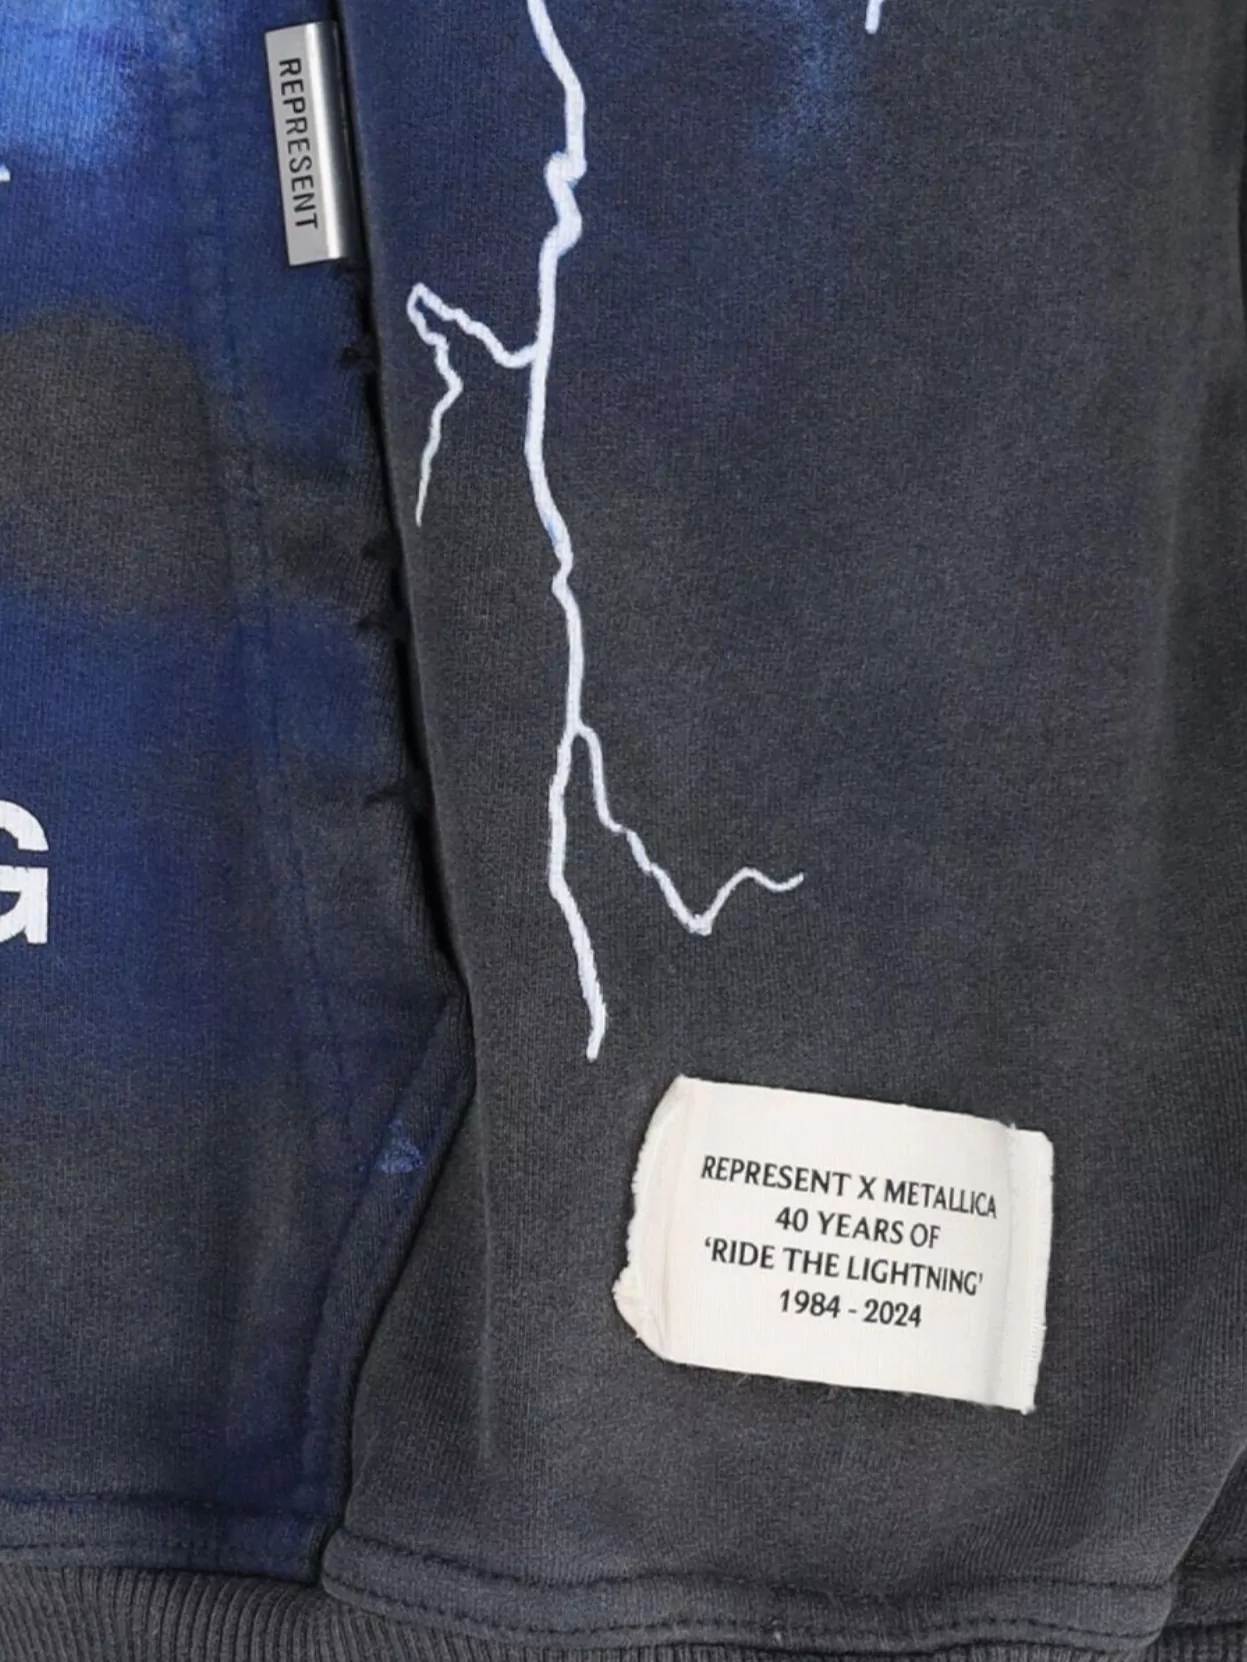 REPRESENT
G
REPRESENT X METALLICA
40 YEARS OF
‘RIDE THE LIGHTNING’
1984 - 2024